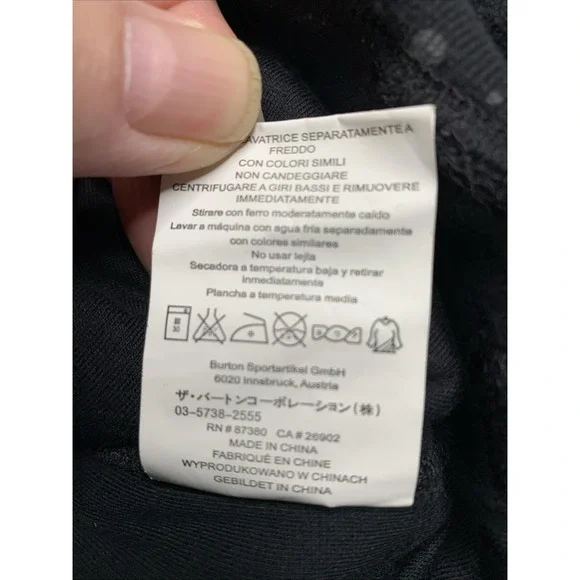 AVATRICE SEPARATAMENTE A
FREDDO
CON COLORI SIMILI
NON CANDEGGIARE
CENTRIFUGARE A GIRI BASSI E RIMUOVERE
IMMEDIATAMENTE
Stirare con ferro moderatamente caldo
Lavar a máquina con agua fria separadamente
con colores similares
No usar lejia
Secadora a temperatura baja y retirar
inmediatamente
Plancha a temperatura media
30
Burton Sportartikel GmbH
6020 Innsbruck, Austria
ザ・バートンコーポレーション(株)
03-5738-2555
RN # 87380 CA # 26902
MADE IN CHINA
FABRIQUÉ EN CHINE
WYPRODUKOWANO W CHINACH
GEBILDET IN CHINA